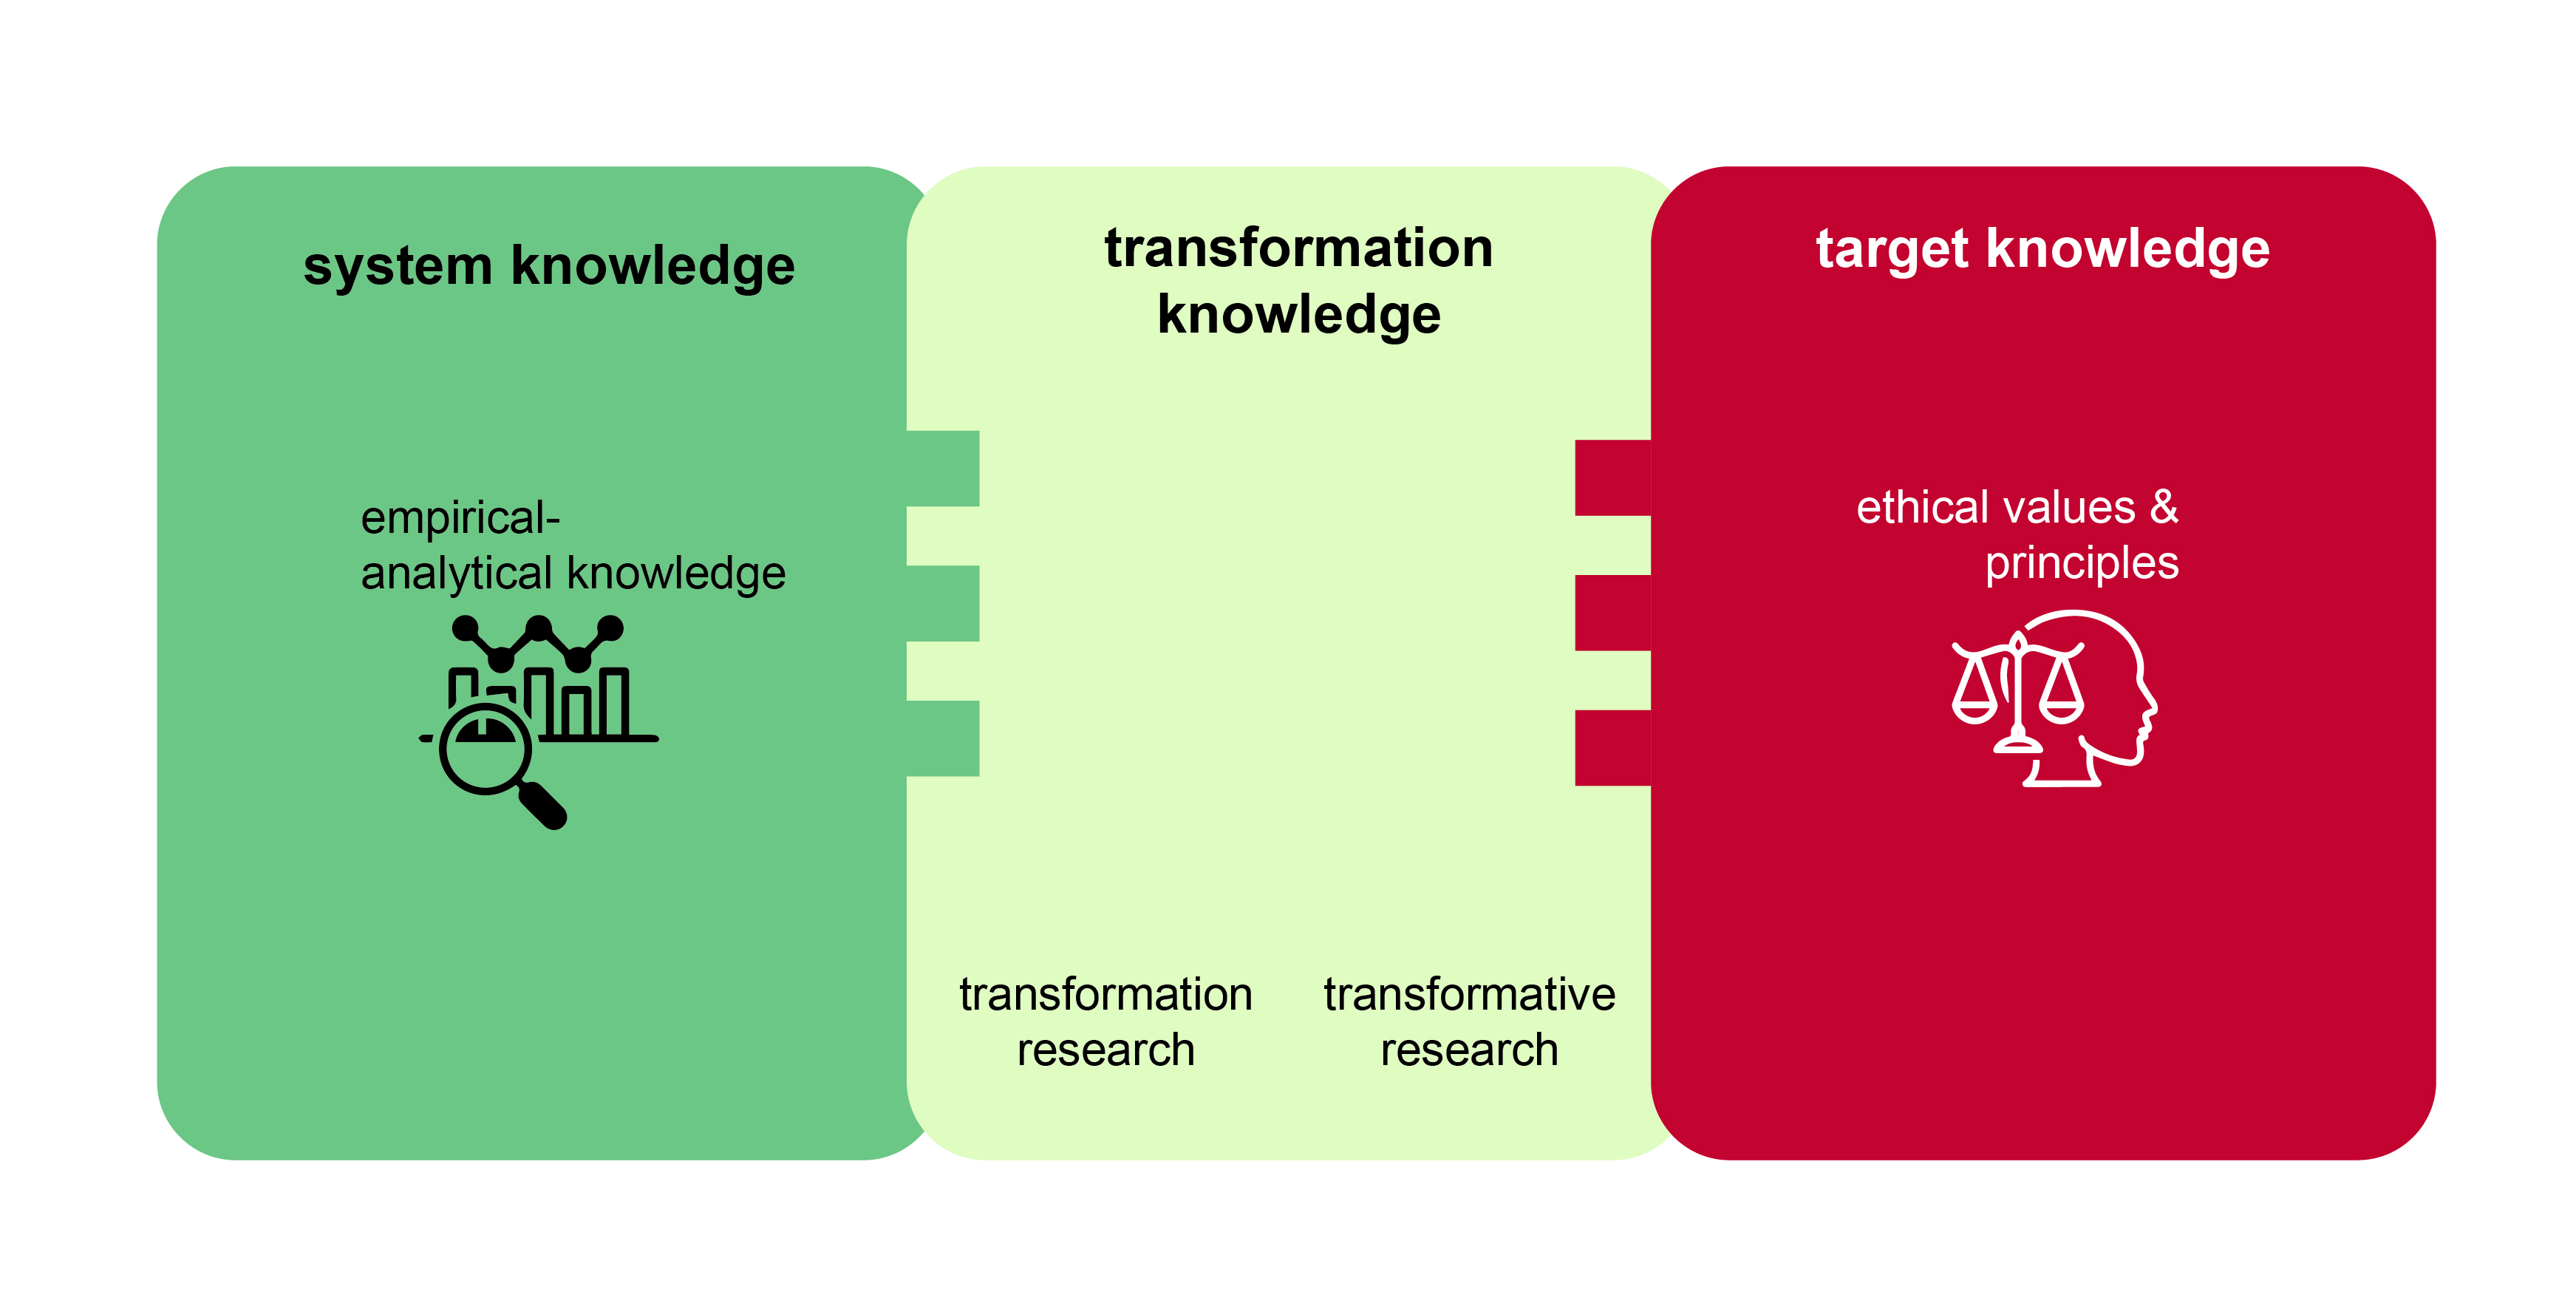 system knowledge
empirical-
analytical knowledge
transformation
knowledge
transformation
research
transformative
research
target knowledge
ethical values &
principles